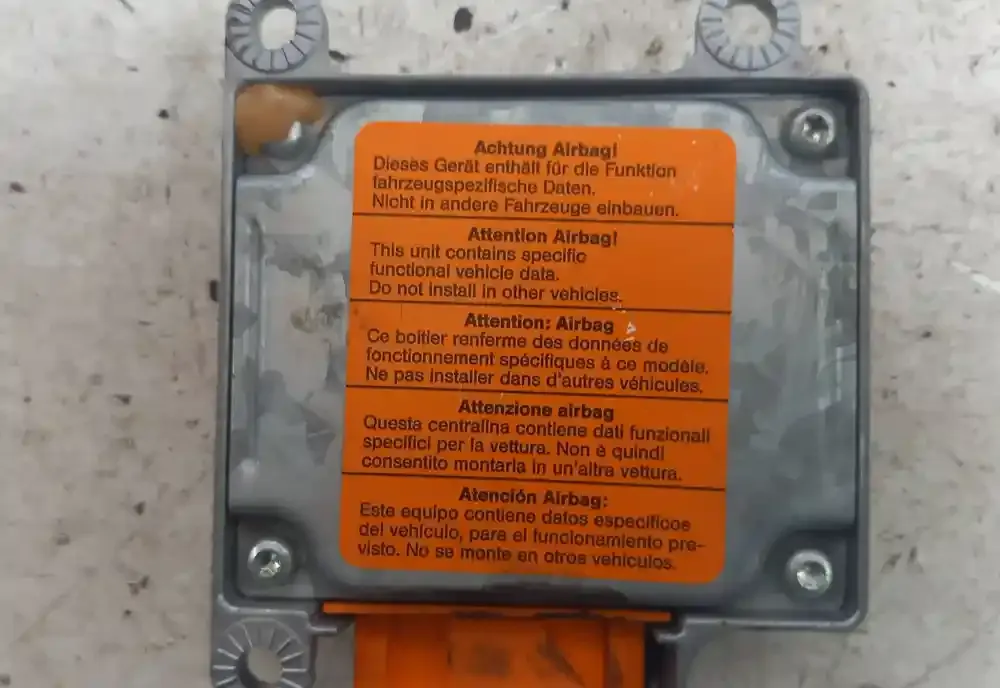 Achtung Airbag!
Dieses Gerät enthält für die Funktion
fahrzeugspezifische Daten.
Nicht in andere Fahrzeuge einbauen.
Attention Airbag!
This unit contains specific
functional vehicle data.
Do not install in other vehicles.
Attention: Airbag
Ce boîtier renferme des données de
fonctionnement spécifiques à ce modèle.
Ne pas installer dans d'autres véhicules.
Attenzione airbag
Questa centralina contiene dati funzionali
specifici per la vettura. Non è quindi
consentito montarla in un'altra vettura.
Atención Airbag:
Este equipo contiene datos especificos
del vehículo, para el funcionamiento pre-
visto. No se monte en otros vehiculos.